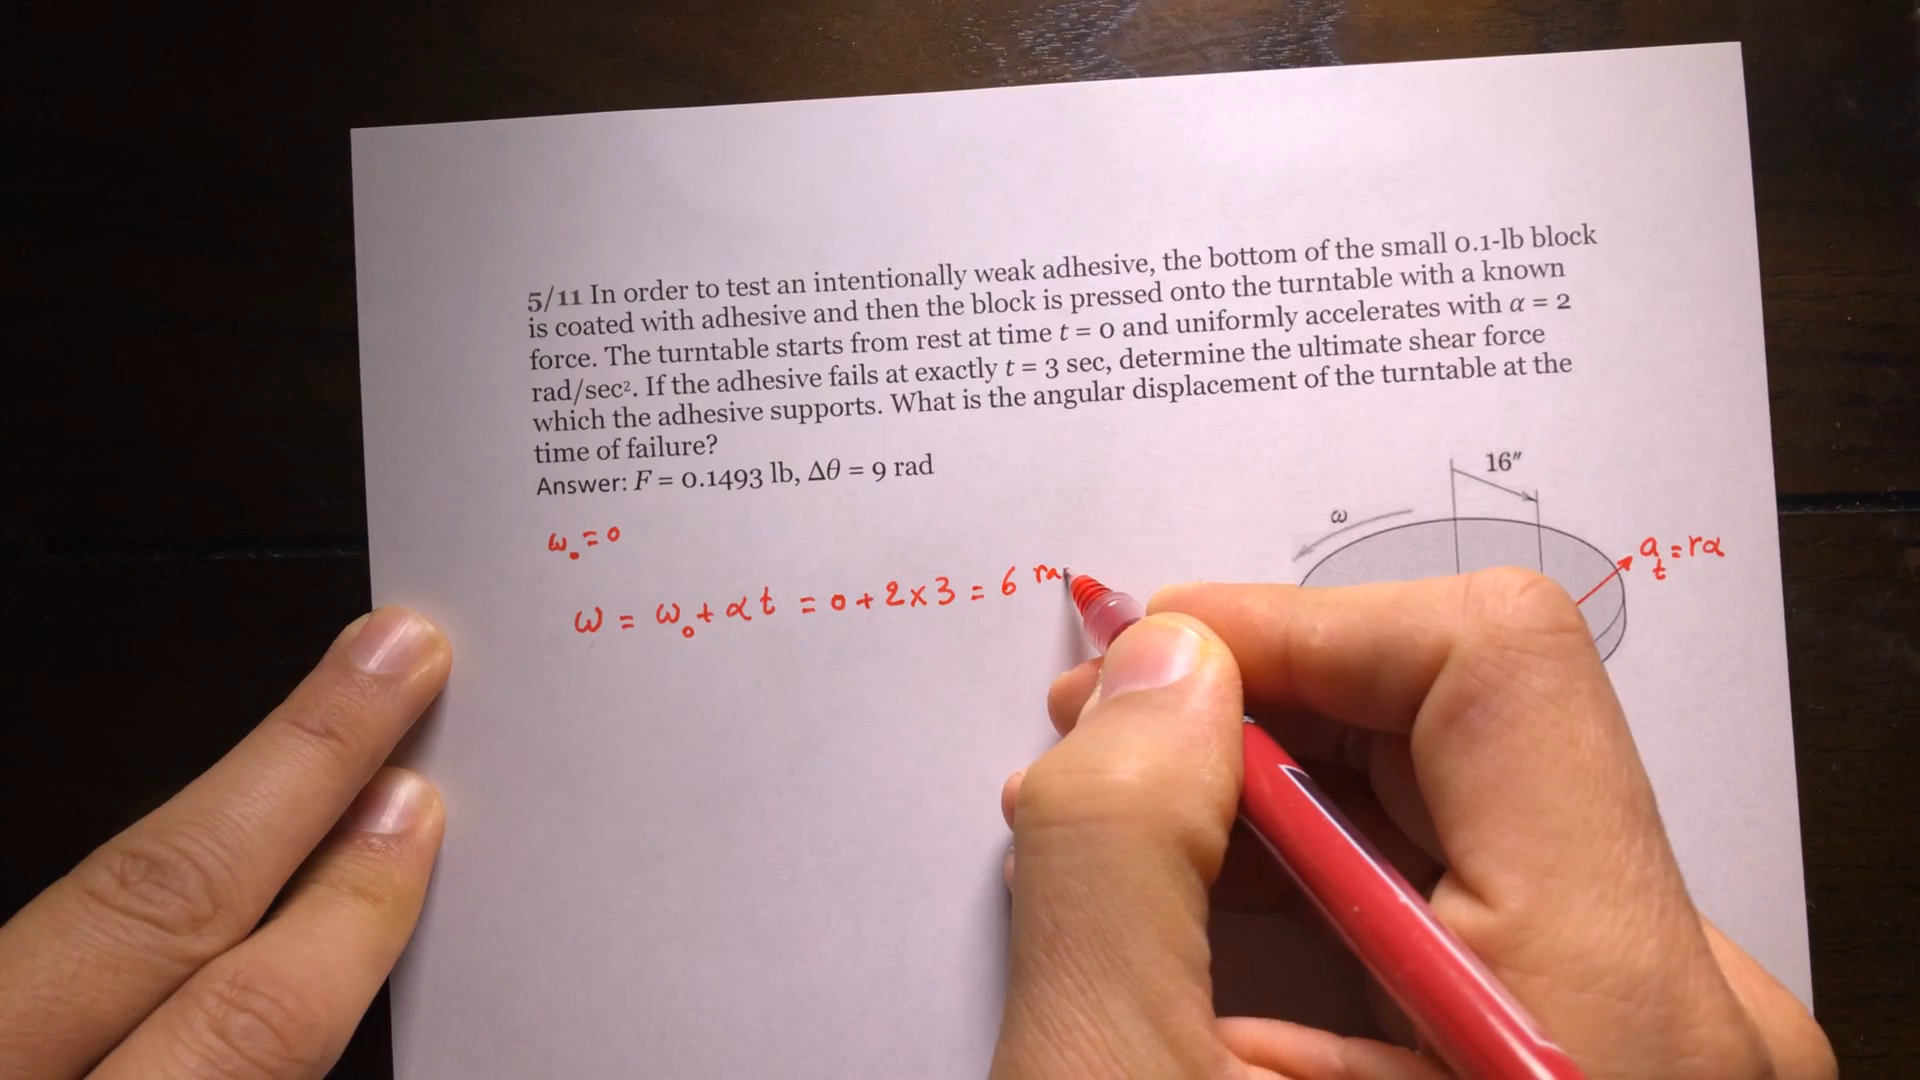 5/11 In order to test an intentionally weak adhesive, the bottom of the small 0.1-lb block
is coated with adhesive and then the block is pressed onto the turntable with a known
force. The turntable starts from rest at time t = 0 and uniformly accelerates with α = 2
rad/sec². If the adhesive fails at exactly t = 3 sec, determine the ultimate shear force
which the adhesive supports. What is the angular displacement of the turntable at the
time of failure?
Answer: F = 0.1493 lb, Δθ = 9 rad
16″
ω
a_t = rα
ω₀ = 0
ω = ω₀ + αt = 0 + 2×3 = 6 ra